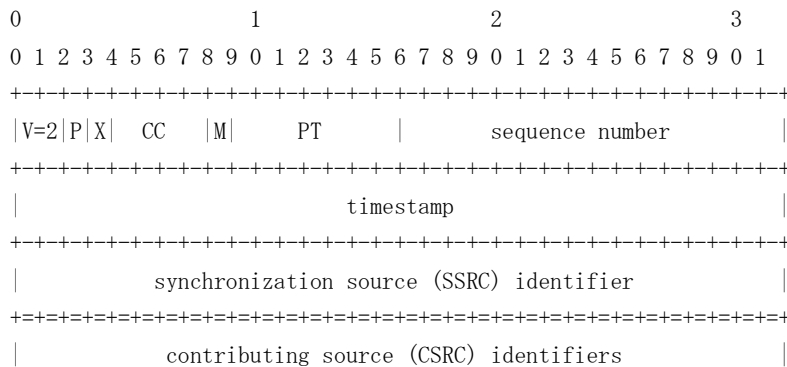 0                   1                   2                   3
0 1 2 3 4 5 6 7 8 9 0 1 2 3 4 5 6 7 8 9 0 1 2 3 4 5 6 7 8 9 0 1
+-+-+-+-+-+-+-+-+-+-+-+-+-+-+-+-+-+-+-+-+-+-+-+-+-+-+-+-+-+-+-+-+
|V=2|P|X|  CC   |M|     PT      |       sequence number         |
+-+-+-+-+-+-+-+-+-+-+-+-+-+-+-+-+-+-+-+-+-+-+-+-+-+-+-+-+-+-+-+-+
|                           timestamp                           |
+-+-+-+-+-+-+-+-+-+-+-+-+-+-+-+-+-+-+-+-+-+-+-+-+-+-+-+-+-+-+-+-+
|           synchronization source (SSRC) identifier            |
+=+=+=+=+=+=+=+=+=+=+=+=+=+=+=+=+=+=+=+=+=+=+=+=+=+=+=+=+=+=+=+=+
|            contributing source (CSRC) identifiers             |